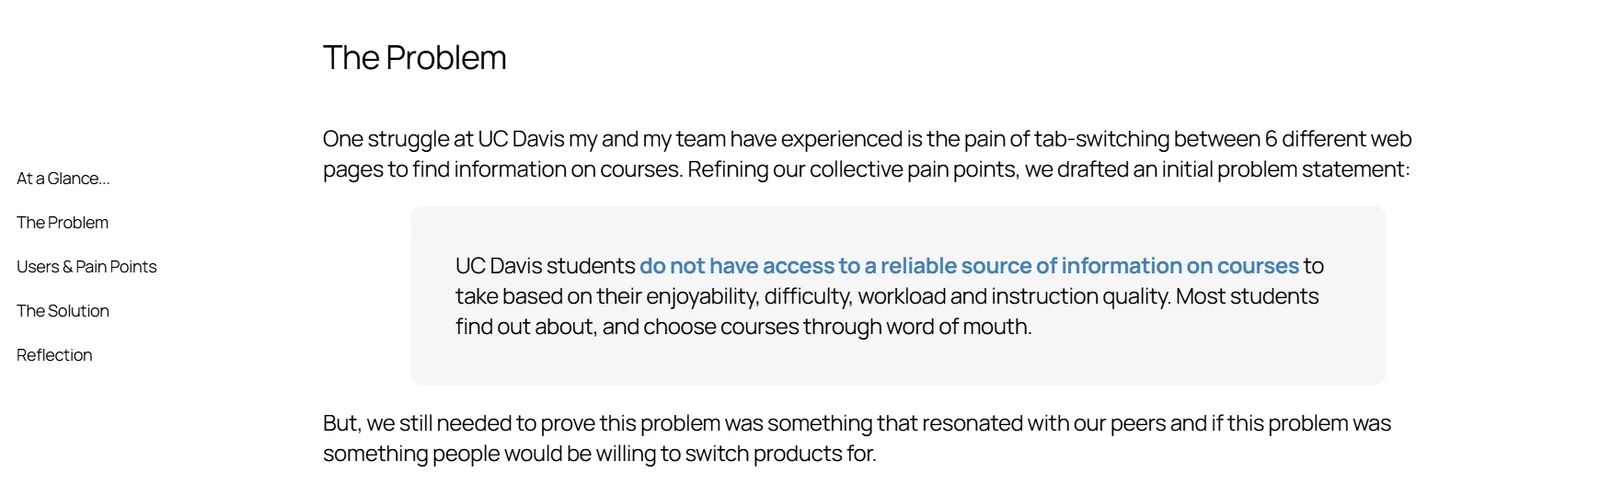 The Problem
One struggle at UC Davis my and my team have experienced is the pain of tab-switching between 6 different web
pages to find information on courses. Refining our collective pain points, we drafted an initial problem statement:
At a Glance...
The Problem
Users & Pain Points
The Solution
Reflection
UC Davis students do not have access to a reliable source of information on courses to
take based on their enjoyability, difficulty, workload and instruction quality. Most students
find out about, and choose courses through word of mouth.
But, we still needed to prove this problem was something that resonated with our peers and if this problem was
something people would be willing to switch products for.